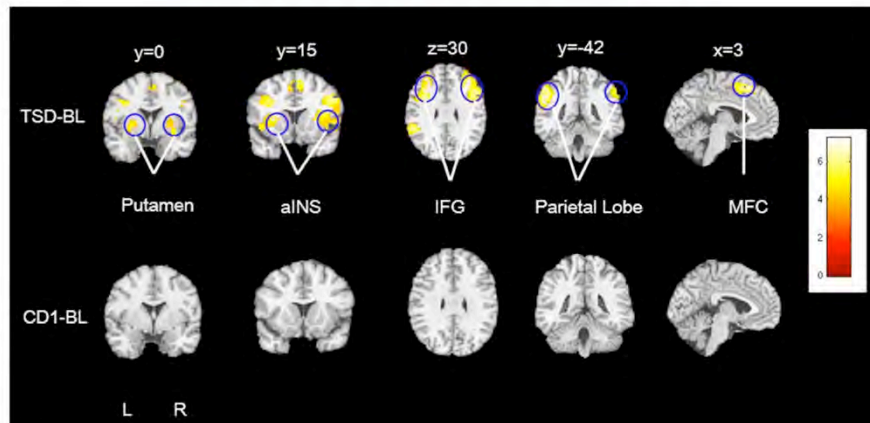 y=0 y=15 z=30 y=-42 x=3
TSD-BL
6
4
2
0
Putamen aINS IFG Parietal Lobe MFC
CD1-BL
L R